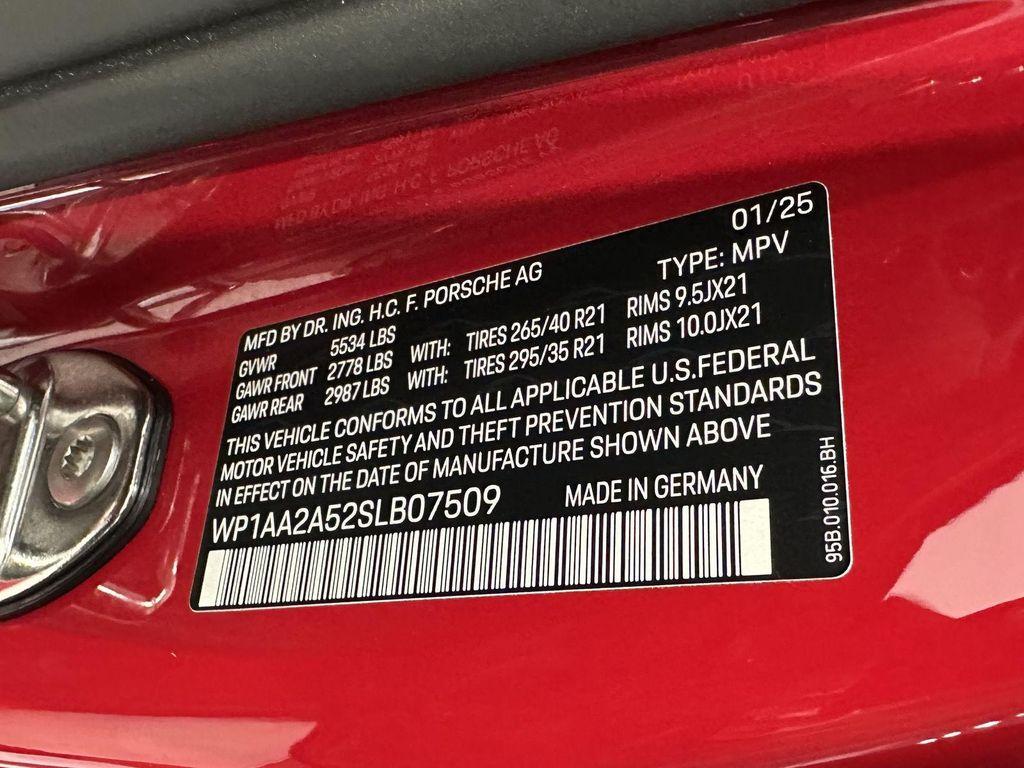 01/25
MFD BY DR. ING. H.C. F. PORSCHE AG TYPE: MPV
GVWR 5534 LBS
GAWR FRONT 2778 LBS WITH: TIRES 265/40 R21 RIMS 9.5JX21
GAWR REAR 2987 LBS WITH: TIRES 295/35 R21 RIMS 10.0JX21
THIS VEHICLE CONFORMS TO ALL APPLICABLE U.S.FEDERAL
MOTOR VEHICLE SAFETY AND THEFT PREVENTION STANDARDS
IN EFFECT ON THE DATE OF MANUFACTURE SHOWN ABOVE
WP1AA2A52SLB07509 MADE IN GERMANY
95B.010.016.BH